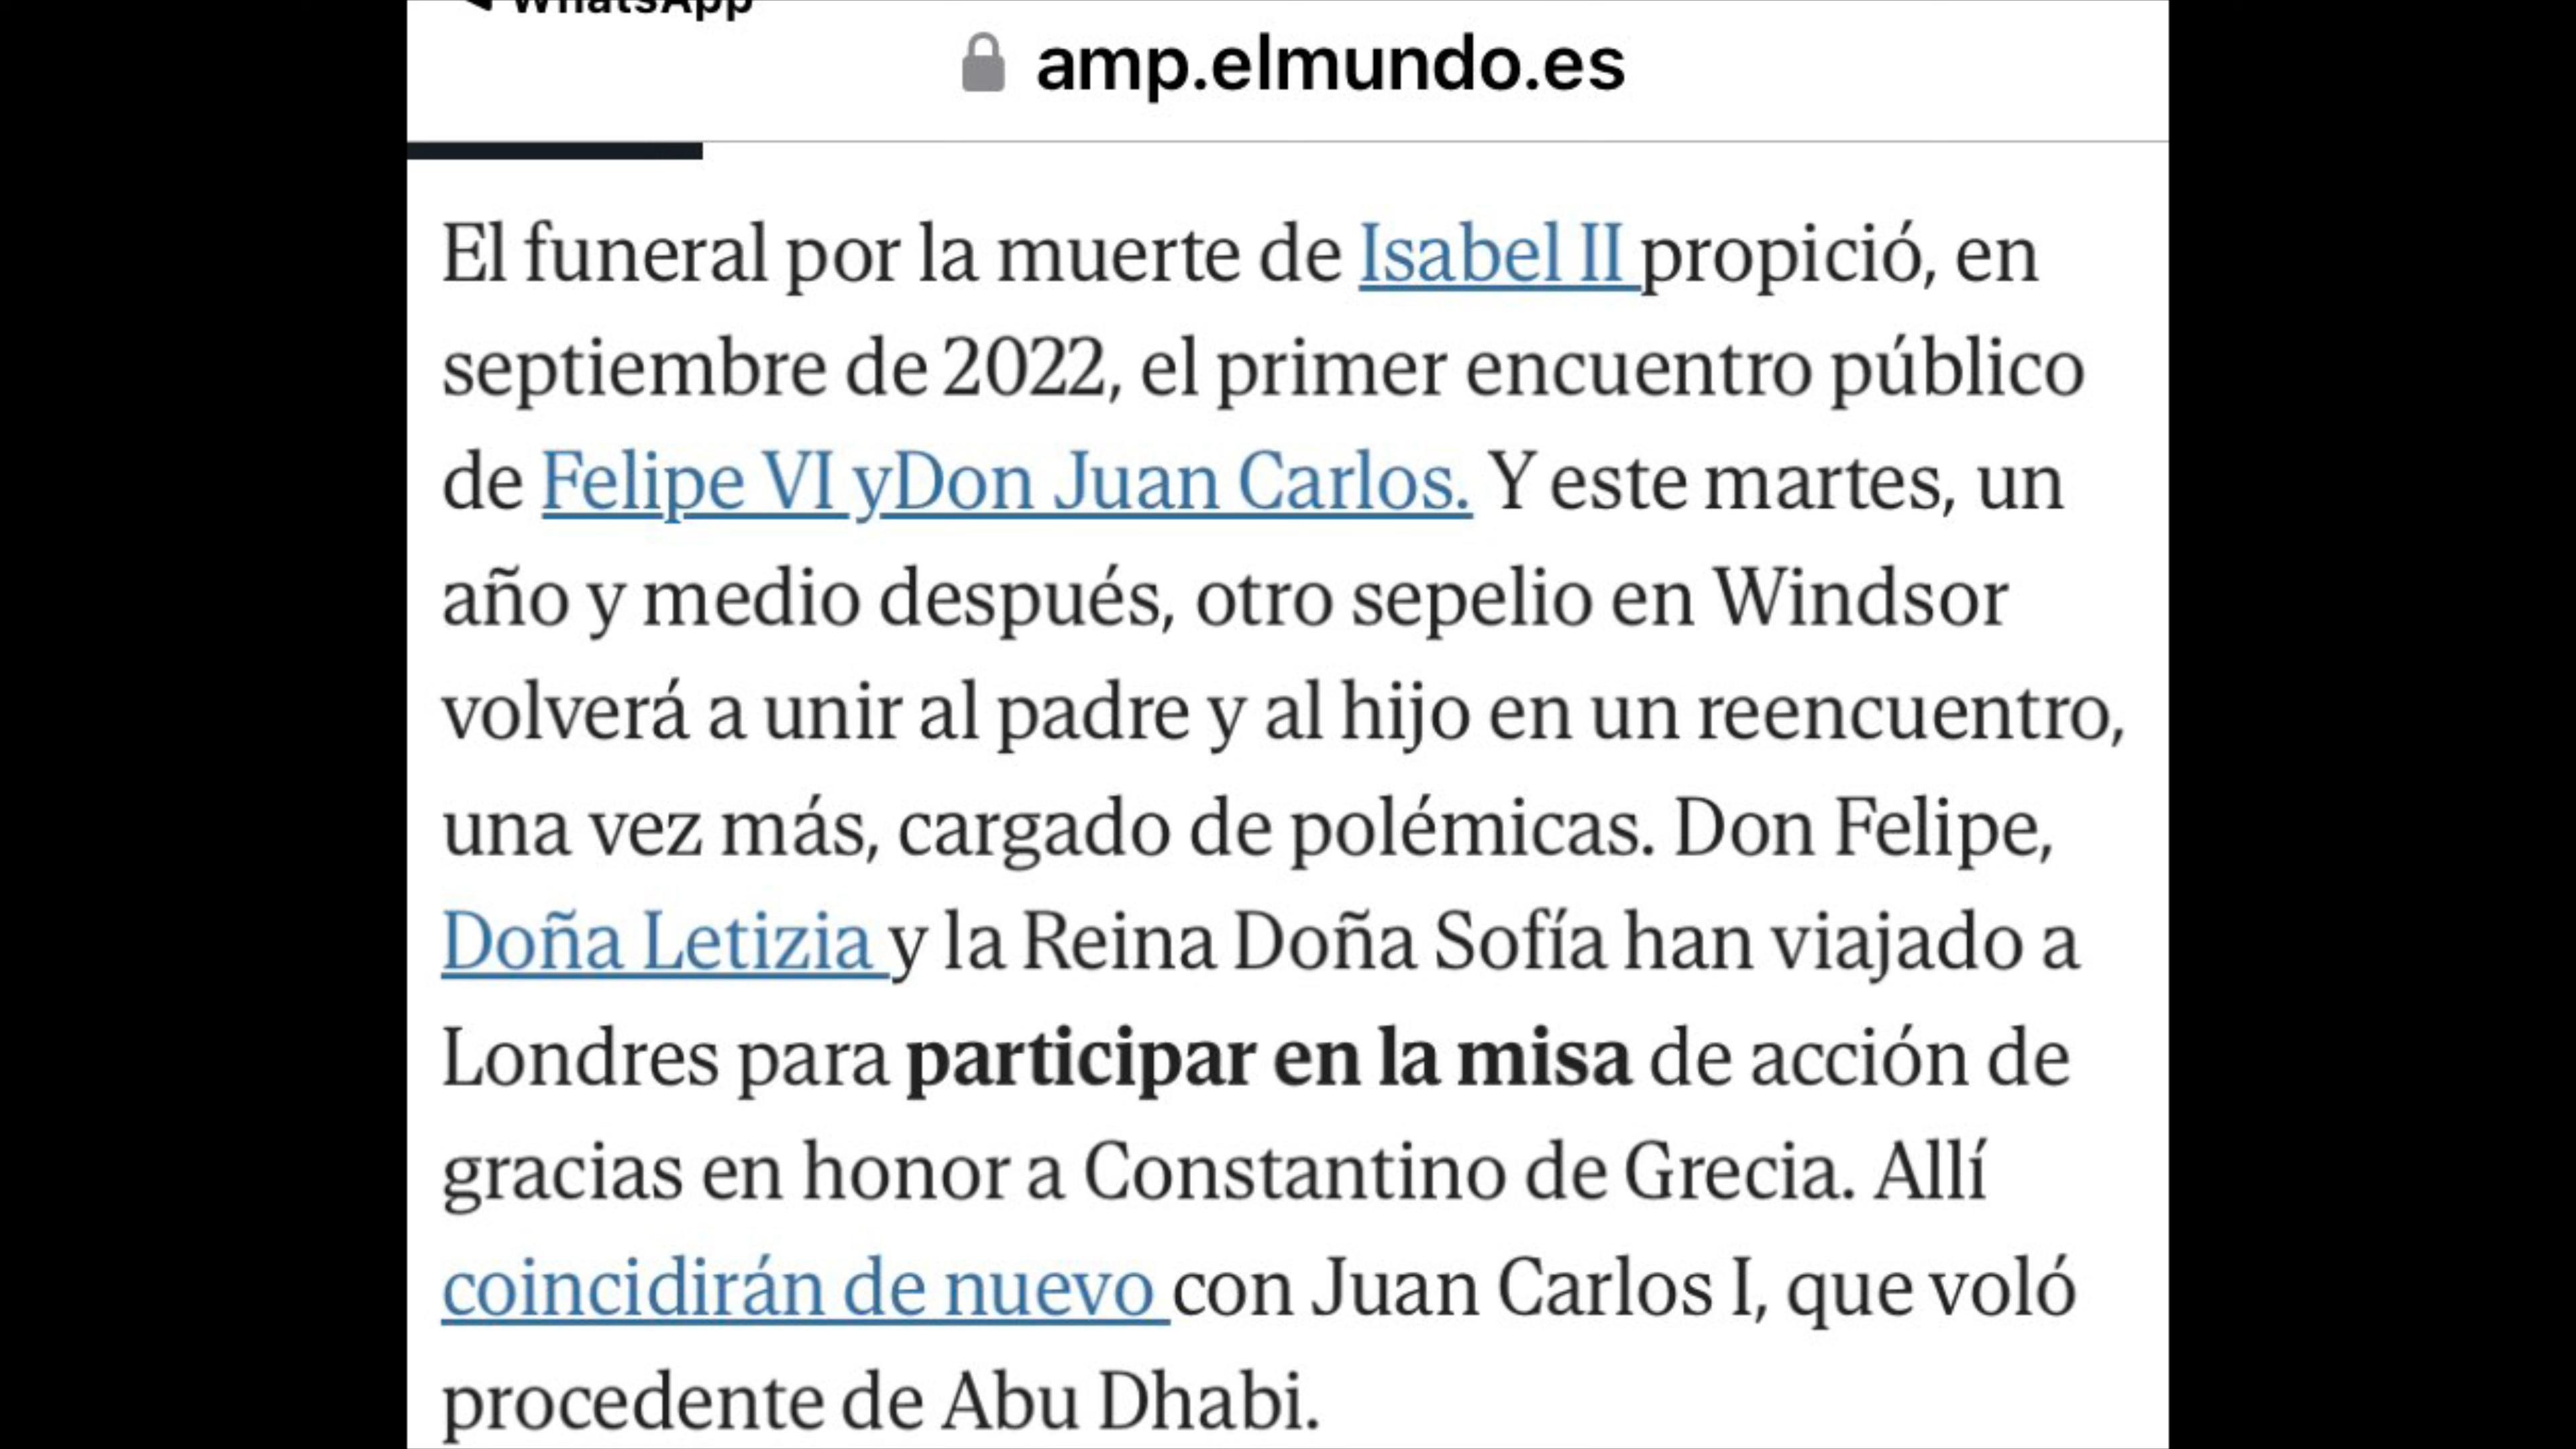 WhatsApp
amp.elmundo.es
El funeral por la muerte de Isabel II propició, en
septiembre de 2022, el primer encuentro público
de Felipe VI yDon Juan Carlos. Y este martes, un
año y medio después, otro sepelio en Windsor
volverá a unir al padre y al hijo en un reencuentro,
una vez más, cargado de polémicas. Don Felipe,
Doña Letizia y la Reina Doña Sofía han viajado a
Londres para participar en la misa de acción de
gracias en honor a Constantino de Grecia. Allí
coincidirán de nuevo con Juan Carlos I, que voló
procedente de Abu Dhabi.